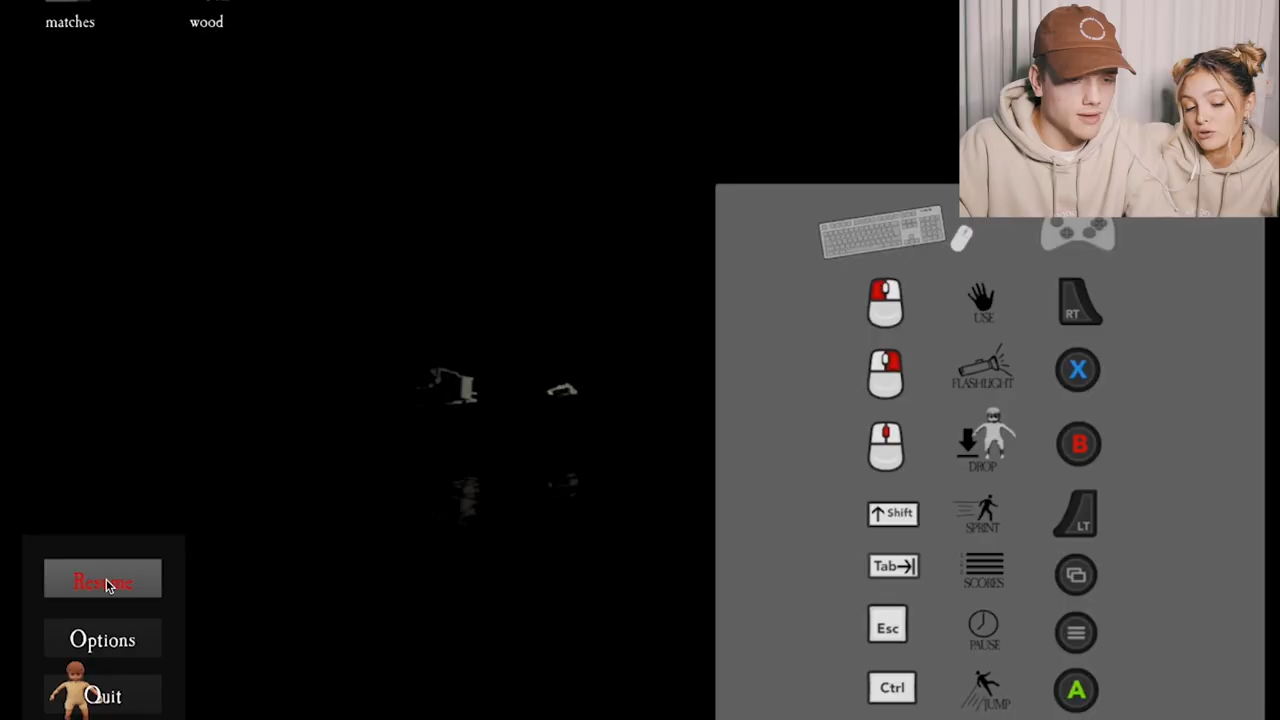 matches
wood
USE
RT
FLASHLIGHT
X
DROP
B
Shift
SPRINT
LT
Tab
SCORES
Resume
Esc
PAUSE
Options
Ctrl
JUMP
A
Quit